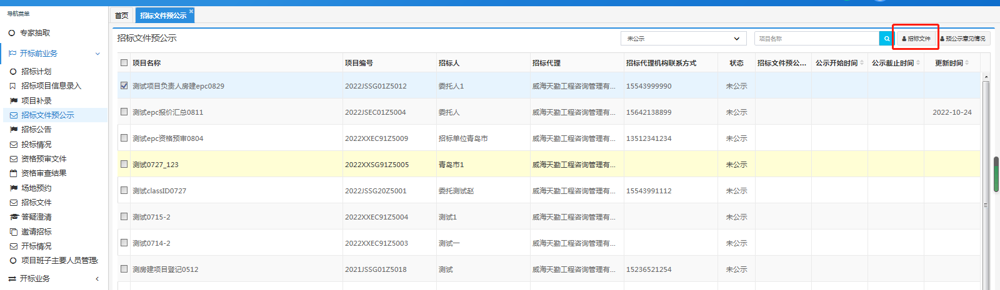 导航菜单
专家抽取
开标前业务
招标计划
招标项目信息录入
项目补录
招标文件预公示
招标公告
投标情况
资格预审文件
资格审查结果
场地预约
招标文件
答疑澄清
邀请招标
开标情况
项目班子主要人员管理
开标业务
首页 招标文件预公示
招标文件预公示 未公示 项目名称 招标文件 预公示意见情况
项目名称 项目编号 招标人 招标代理 招标代理机构联系方式 状态 招标文件预公... 公示开始时间 公示截止时间 更新时间
测试项目负责人房建epc0829 2022JSSG01Z5012 委托人1 威海天勤工程咨询管理有... 15543999990 未公示
测试epc报价汇总0811 2022JSEC01Z5004 委托人 威海天勤工程咨询管理有... 15642138899 未公示 2022-10-24
测试epc资格预审0804 2022XXEC91Z5009 招标单位青岛市 威海天勤工程咨询管理有... 13512341234 未公示
测试0727_123 2022XXSG91Z5005 青岛市1 威海天勤工程咨询管理有... 未公示
测试classID0727 2022JSSG20Z5001 委托测试赵 威海天勤工程咨询管理有... 15543991112 未公示
测试0715-2 2022XXEC91Z5004 测试1 威海天勤工程咨询管理有... 未公示
测试0714-2 2022XXEC91Z5003 测试一 威海天勤工程咨询管理有... 未公示
测房建项目登记0512 2021JSSG01Z5018 测试 威海天勤工程咨询管理有... 15236521254 未公示